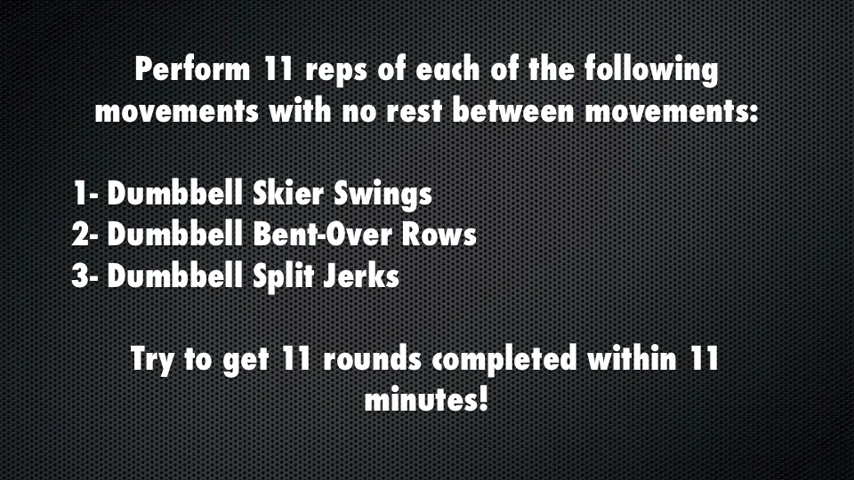 Perform 11 reps of each of the following
movements with no rest between movements:
1- Dumbbell Skier Swings
2- Dumbbell Bent-Over Rows
3- Dumbbell Split Jerks
Try to get 11 rounds completed within 11
minutes!